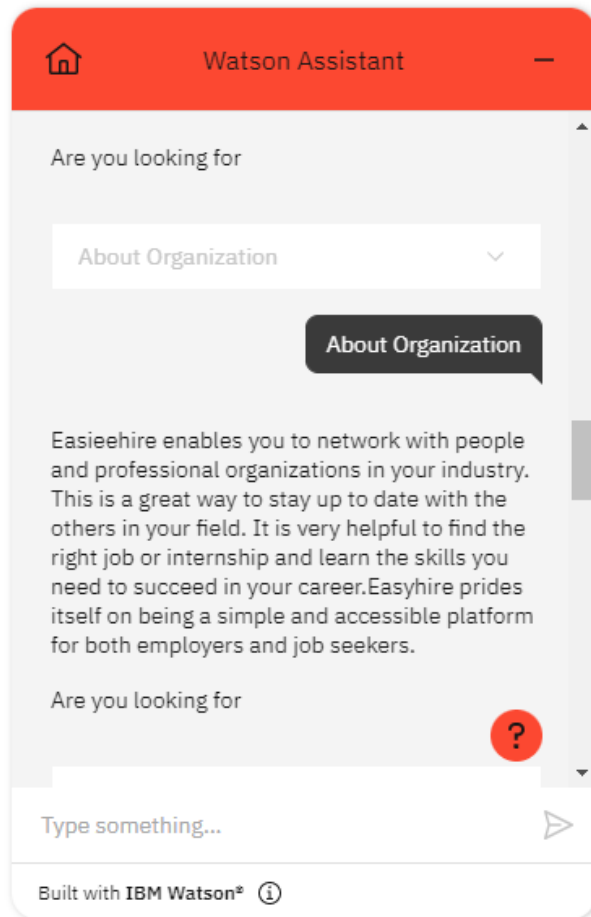 Watson Assistant
Are you looking for
About Organization
About Organization
Easieehire enables you to network with people
and professional organizations in your industry.
This is a great way to stay up to date with the
others in your field. It is very helpful to find the
right job or internship and learn the skills you
need to succeed in your career.Easyhire prides
itself on being a simple and accessible platform
for both employers and job seekers.
Are you looking for
?
Type something...
Built with IBM Watson®